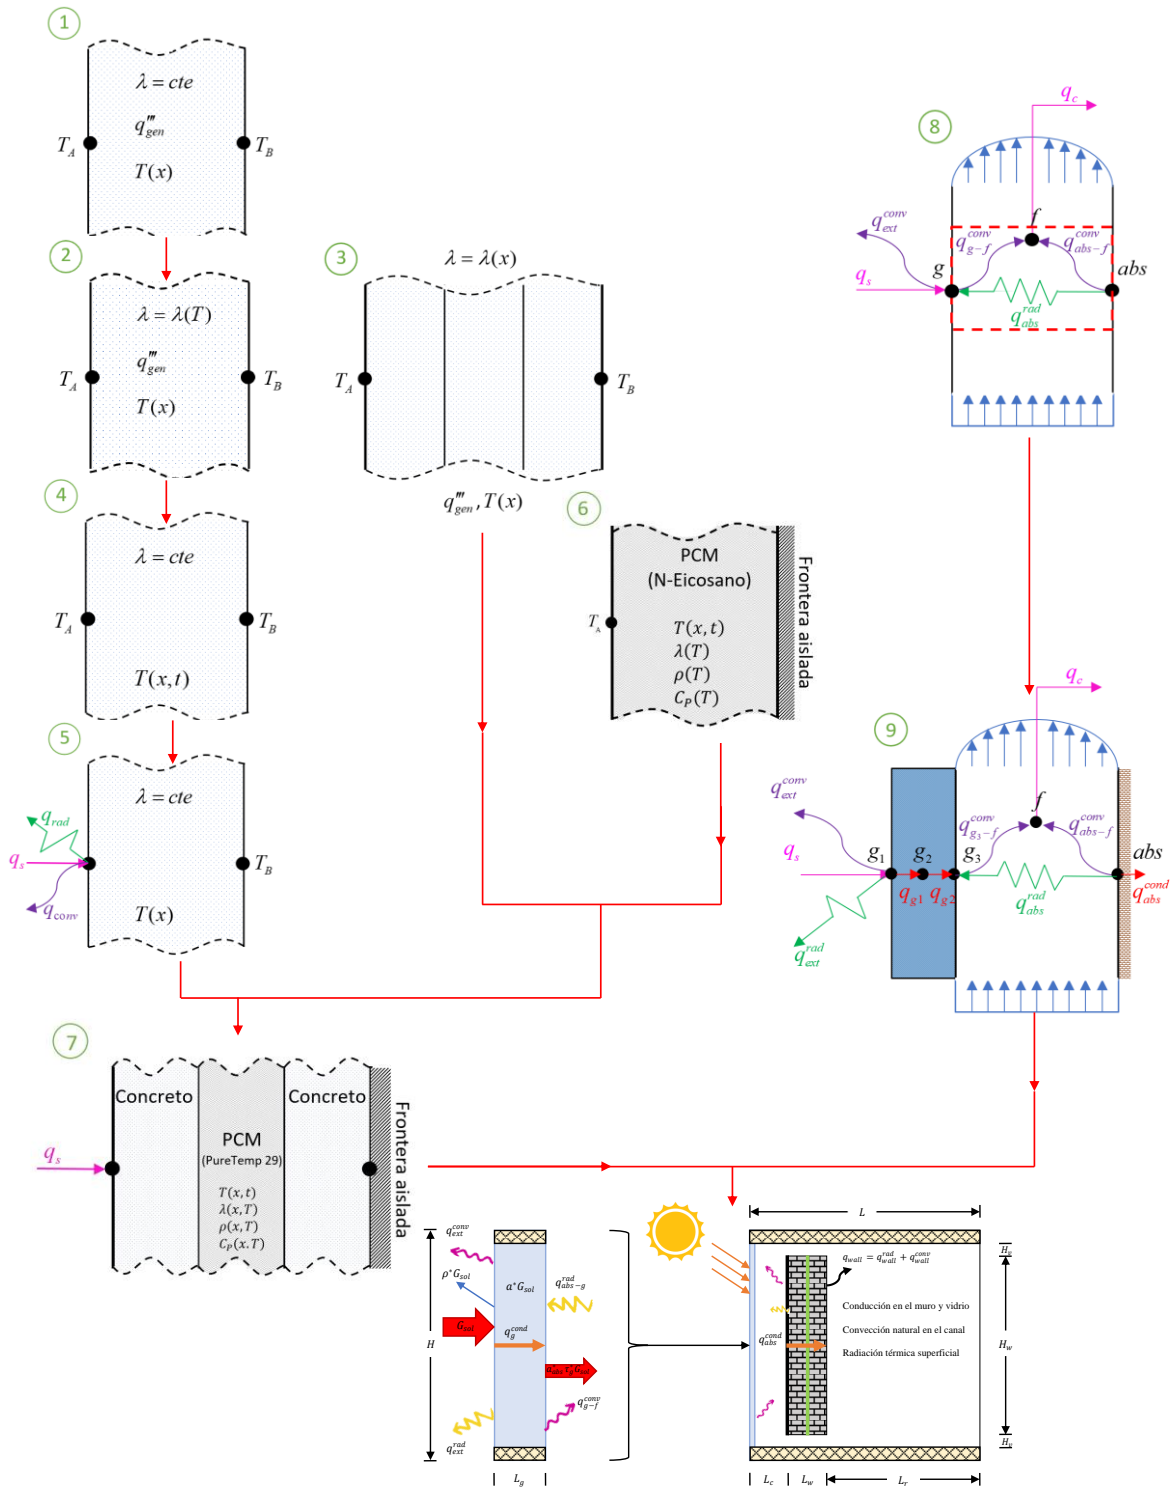 1
λ = cte
q'''gen
T_A
T_B
T(x)
2
λ = λ(T)
q'''gen
T_A
T_B
T(x)
3
λ = λ(x)
T_A
T_B
q'''gen, T(x)
4
λ = cte
T_A
T_B
T(x,t)
5
λ = cte
q_rad
q_s
T_B
q_conv
T(x)
6
PCM
(N-Eicosano)
T_A
T(x,t)
λ(T)
ρ(T)
C_P(T)
Frontera aislada
7
Concreto
Concreto
PCM
(PureTemp 29)
q_s
T(x,t)
λ(x,T)
ρ(x,T)
C_P(x.T)
Frontera aislada
8
q_c
q_ext^conv
f
q_g-f^conv
q_abs-f^conv
g
abs
q_s
q_abs^rad
9
q_c
q_ext^conv
f
q_g3-f^conv
q_abs-f^conv
q_s
g_1
g_2
g_3
abs
q_g1
q_g2
q_abs^rad
q_abs^cond
q_ext^rad
q_ext^conv
ρ*G_sol
a*G_sol
q_abs-g^rad
G_sol
q_g^cond
H
q_g-f^conv
q_ext^rad
L_g
L
q_wall = q_wall^rad + q_wall^conv
Conducción en el muro y vidrio
q_abs^cond
Convección natural en el canal
Radiación térmica superficial
H_w
L_c
L_w
L_r